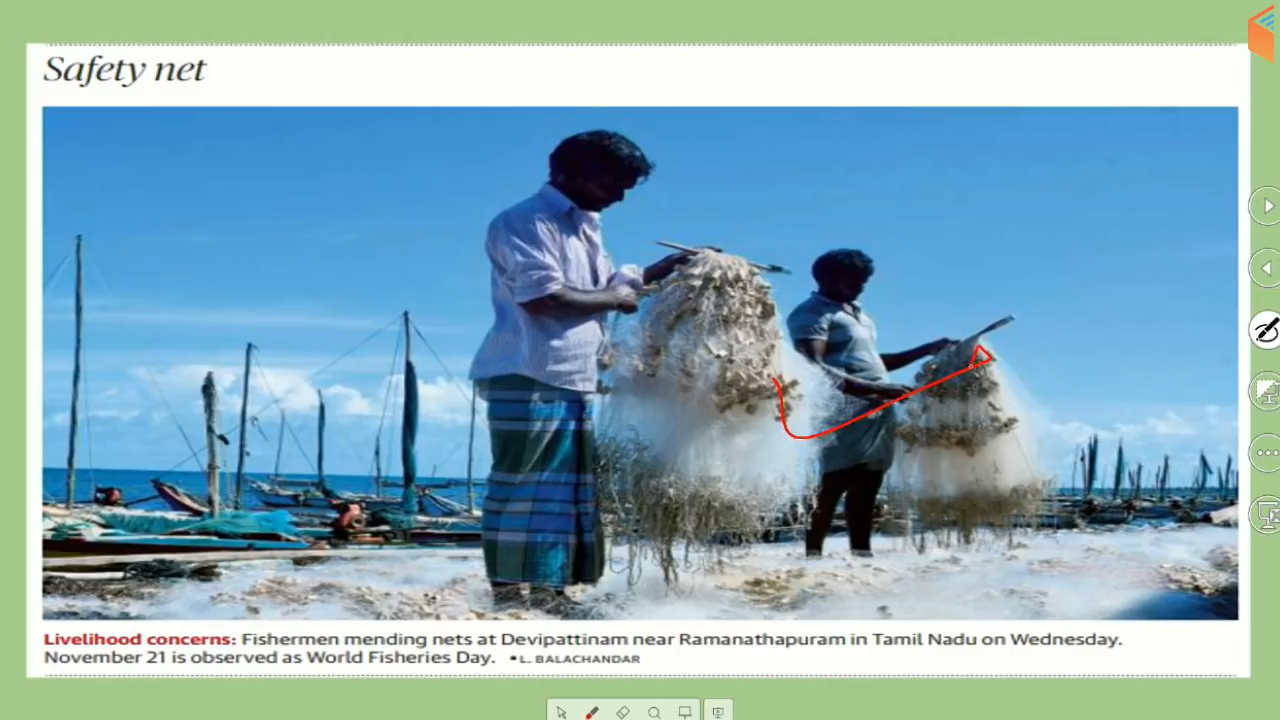 Safety net
Livelihood concerns: Fishermen mending nets at Devipattinam near Ramanathapuram in Tamil Nadu on Wednesday.
November 21 is observed as World Fisheries Day. •L. BALACHANDAR